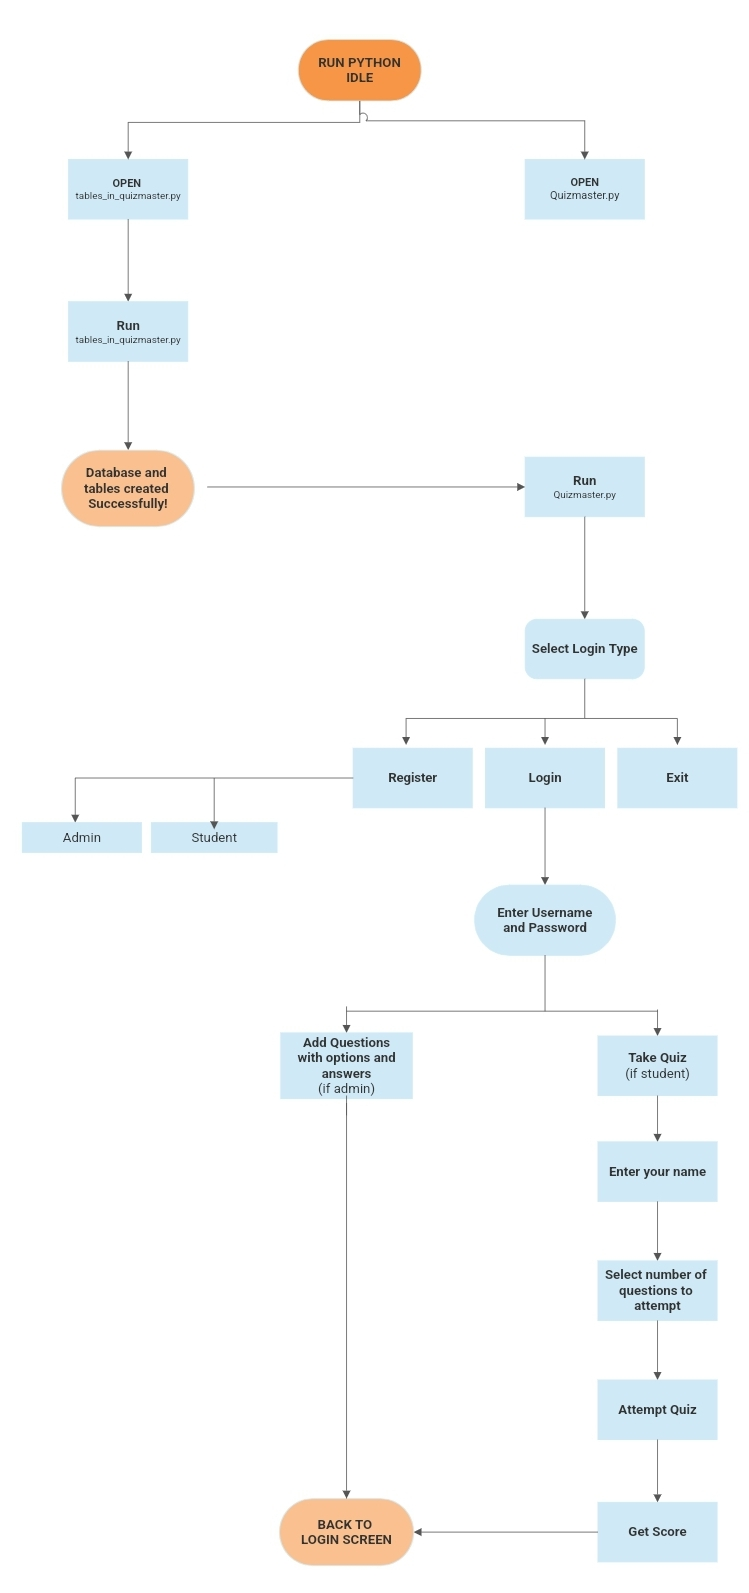 RUN PYTHON
IDLE
OPEN
tables_in_quizmaster.py
OPEN
Quizmaster.py
Run
tables_in_quizmaster.py
Database and
tables created
Successfully!
Run
Quizmaster.py
Select Login Type
Register
Login
Exit
Admin
Student
Enter Username
and Password
Add Questions
with options and
answers
(if admin)
Take Quiz
(if student)
Enter your name
Select number of
questions to
attempt
Attempt Quiz
BACK TO
LOGIN SCREEN
Get Score